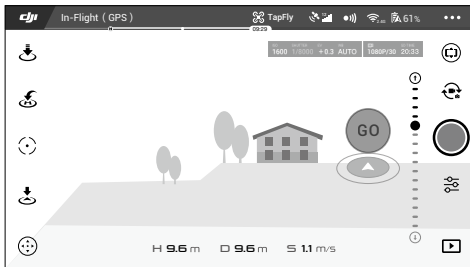 dji In-Flight ( GPS ) TapFly 61%
09:29
1600 1/8000 +0.3 AUTO 1080P/30 20:33
GO
H 9.6 m D 9.6 m S 1.1 m/s